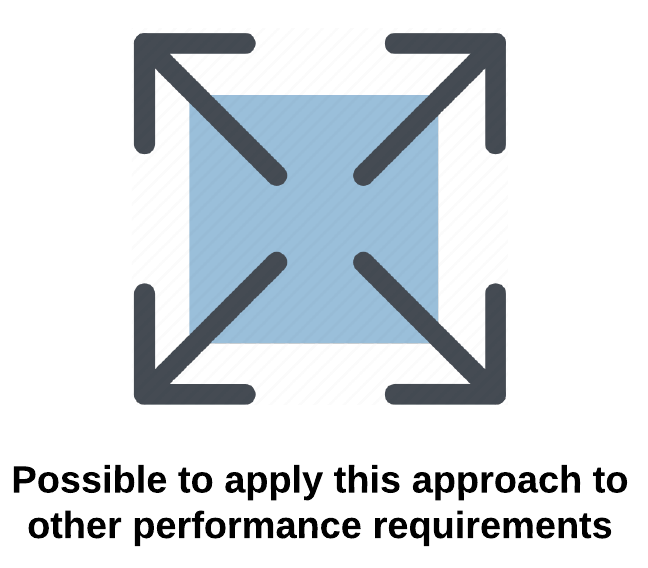 Possible to apply this approach to
other performance requirements